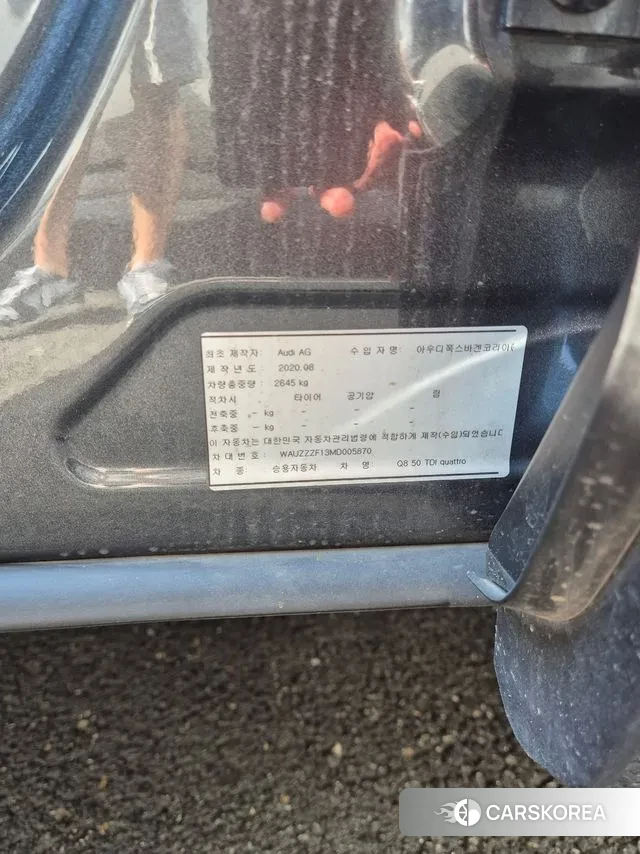 최초 제작자: Audi AG 수 입 자 명: 아우디폭스바겐코리아(
제 작 년 도 : 2020.08
차량총중량 : 2645 kg –
적차시 타이어 공기압 림
전축중 – kg – – –
후축중 – kg – – –
이 자동차는 대한민국 자동차관리법령에 적합하게 제작(수입)되었습니다
차 대 번 호 : WAUZZZF13MD005870
차 종 승용자동차 차 명 Q8 50 TDI quattro
CARSKOREA